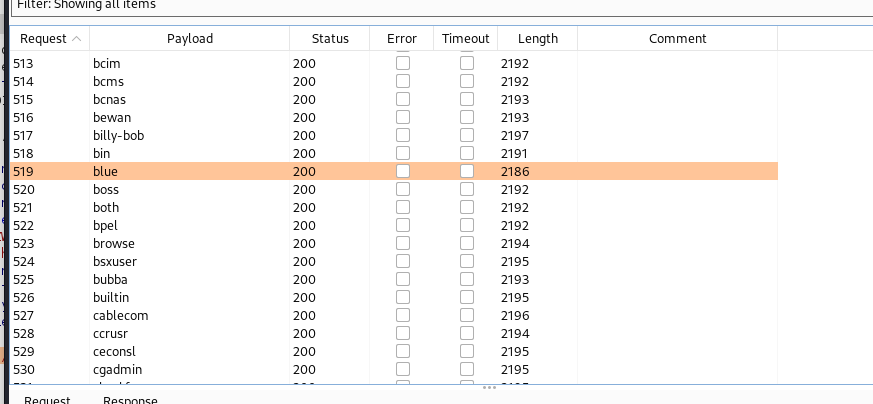 Filter: Showing all items
Request Payload Status Error Timeout Length Comment
513 bcim 200 2192
514 bcms 200 2192
515 bcnas 200 2193
516 bewan 200 2193
517 billy-bob 200 2197
518 bin 200 2191
519 blue 200 2186
520 boss 200 2192
521 both 200 2192
522 bpel 200 2192
523 browse 200 2194
524 bsxuser 200 2195
525 bubba 200 2193
526 builtin 200 2195
527 cablecom 200 2196
528 ccrusr 200 2194
529 ceconsl 200 2195
530 cgadmin 200 2195
Request Response